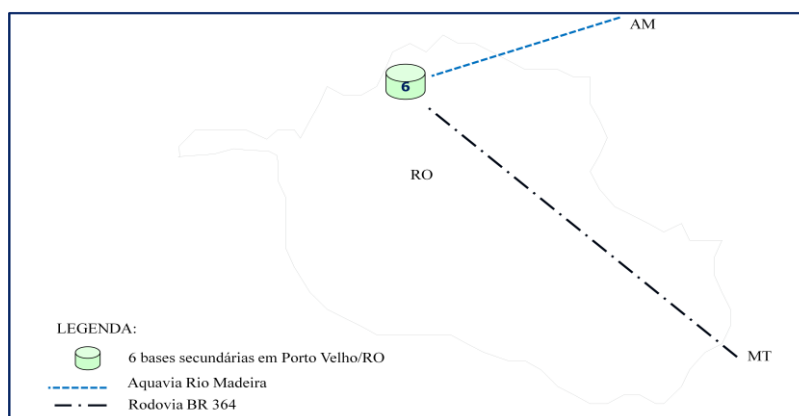 AM
6
RO
MT
LEGENDA:
6 bases secundárias em Porto Velho/RO
Aquavia Rio Madeira
Rodovia BR 364